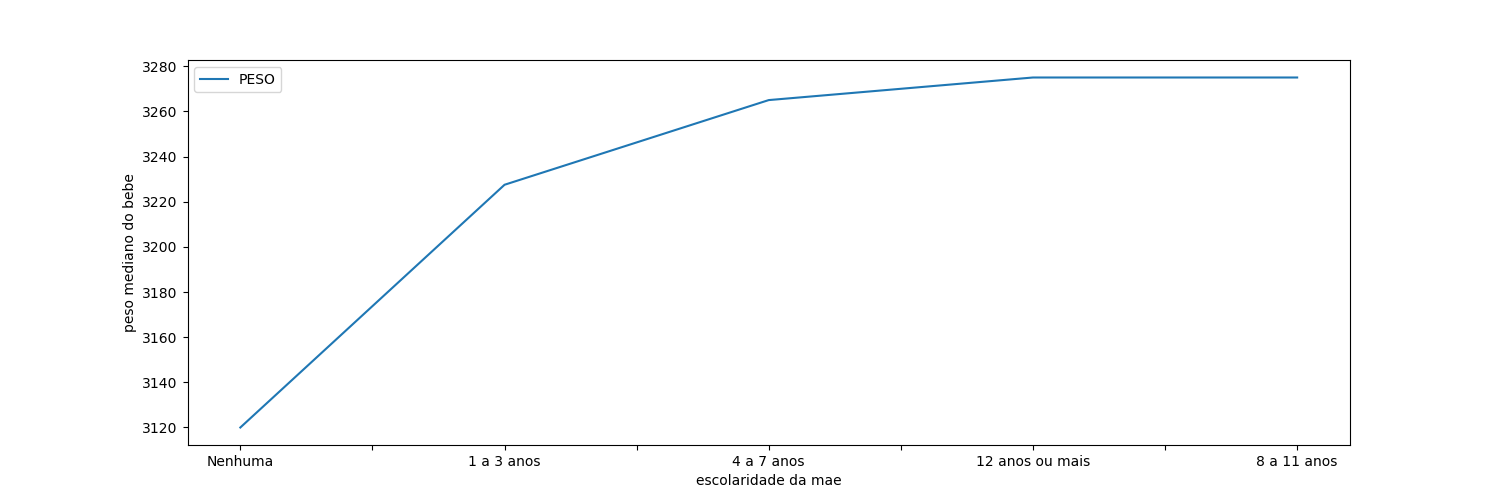 PESO
3280
3260
3240
3220
3200
3180
3160
3140
3120
peso mediano do bebe
Nenhuma
1 a 3 anos
4 a 7 anos
12 anos ou mais
8 a 11 anos
escolaridade da mae